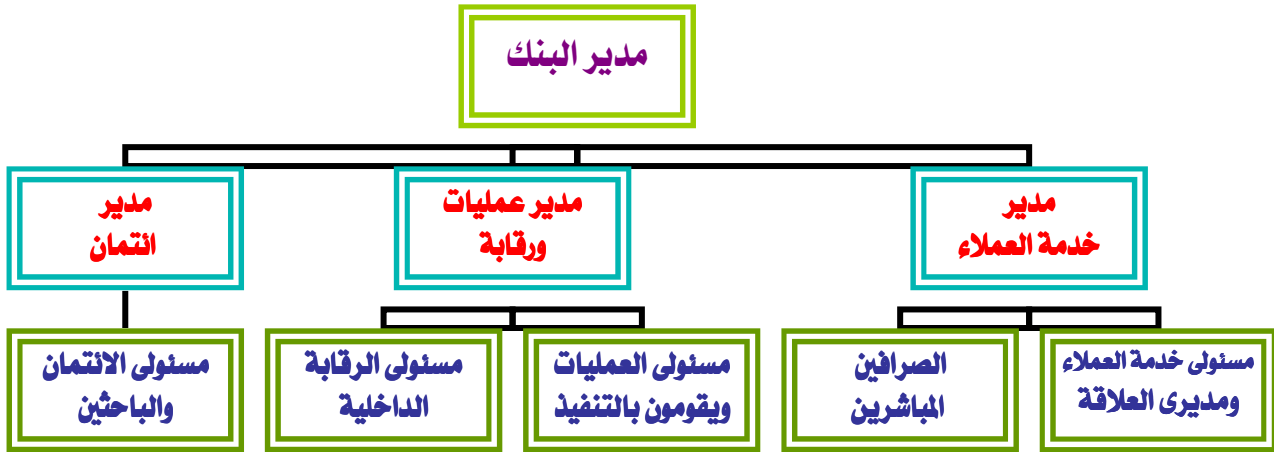 مدير البنك
مدير
خدمة العملاء
مدير عمليات
ورقابة
مدير
ائتمان
مسئولى خدمة العملاء
ومديرى العلاقة
الصرافين
المباشرين
مسئولى العمليات
ويقومون بالتنفيذ
مسئولى الرقابة
الداخلية
مسئولى الائتمان
والباحثين